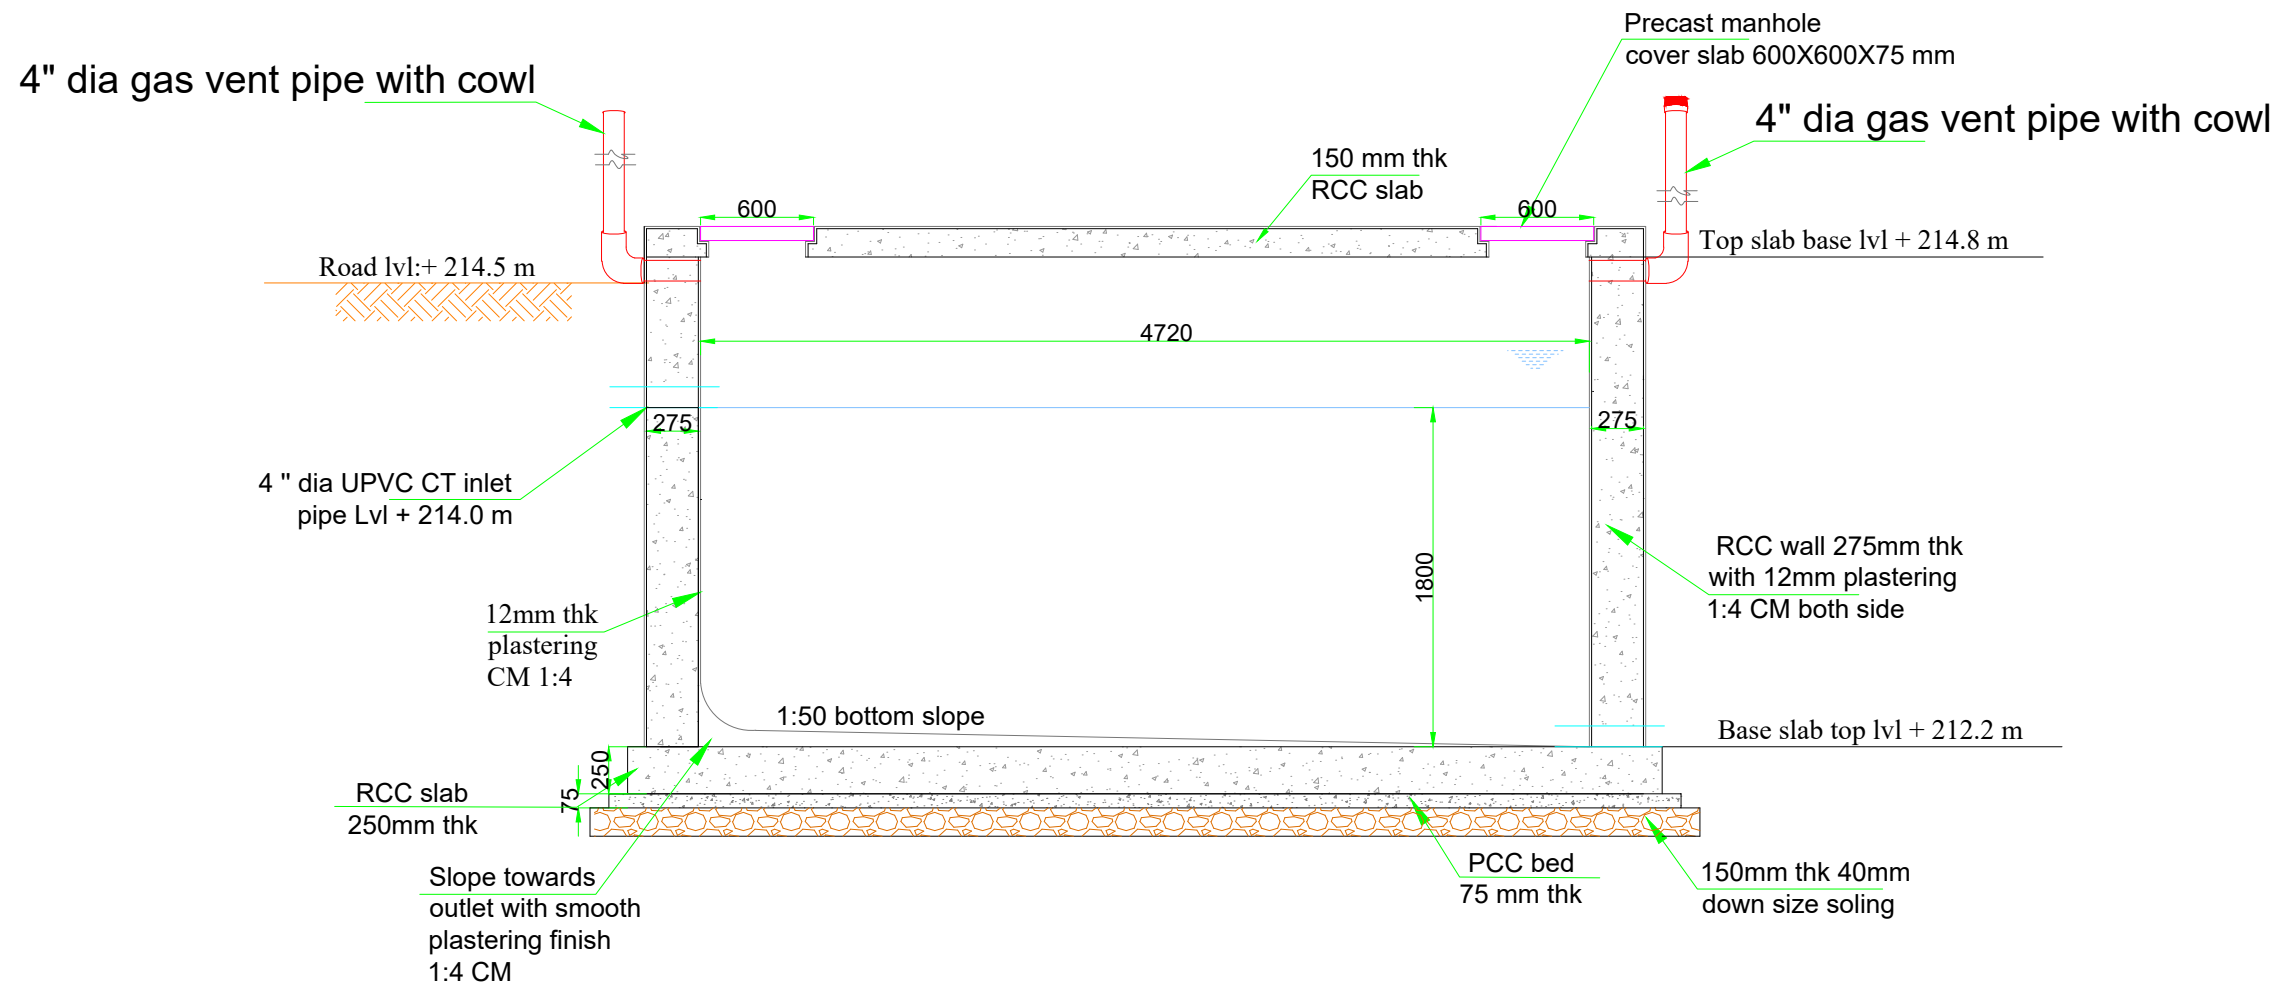 Precast manhole
cover slab 600X600X75 mm
4" dia gas vent pipe with cowl
4" dia gas vent pipe with cowl
150 mm thk
RCC slab
600
600
Top slab base lvl + 214.8 m
Road lvl:+ 214.5 m
4720
275
275
4 " dia UPVC CT inlet
pipe Lvl + 214.0 m
1800
RCC wall 275mm thk
with 12mm plastering
1:4 CM both side
12mm thk
plastering
CM 1:4
1:50 bottom slope
Base slab top lvl + 212.2 m
250
75
RCC slab
250mm thk
PCC bed
75 mm thk
150mm thk 40mm
down size soling
Slope towards
outlet with smooth
plastering finish
1:4 CM